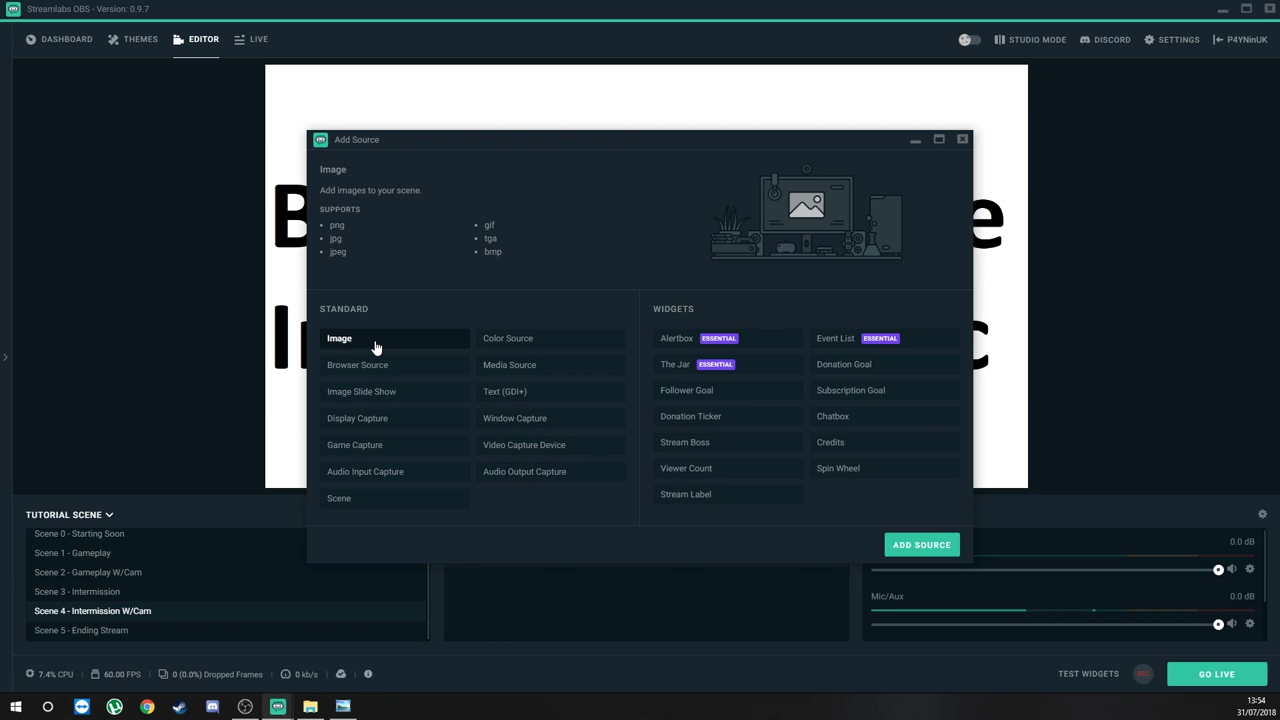 Streamlabs OBS - Version: 0.9.7
DASHBOARD THEMES EDITOR LIVE STUDIO MODE DISCORD SETTINGS P4YNinUK
Add Source
Image
Add images to your scene.
SUPPORTS
png gif
jpg tga
jpeg bmp
B e
I c
STANDARD WIDGETS
Image Color Source Alertbox ESSENTIAL Event List ESSENTIAL
Browser Source Media Source The Jar ESSENTIAL Donation Goal
Image Slide Show Text (GDI+) Follower Goal Subscription Goal
Display Capture Window Capture Donation Ticker Chatbox
Game Capture Video Capture Device Stream Boss Credits
Audio Input Capture Audio Output Capture Viewer Count Spin Wheel
Scene Stream Label
ADD SOURCE
TUTORIAL SCENE
Scene 0 - Starting Soon
Scene 1 - Gameplay
Scene 2 - Gameplay W/Cam
Scene 3 - Intermission
Scene 4 - Intermission W/Cam
Scene 5 - Ending Stream
0.0 dB
Mic/Aux 0.0 dB
7.4% CPU 60.00 FPS 0 (0.0%) Dropped Frames 0 kb/s TEST WIDGETS REC GO LIVE
13:54
31/07/2018